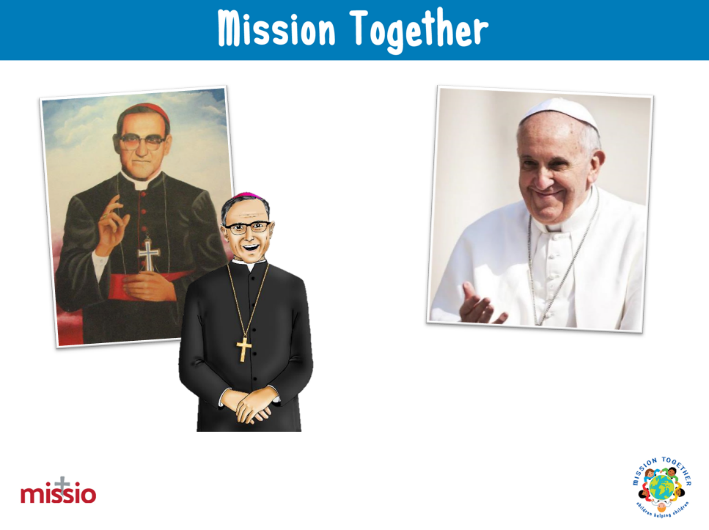 Mission Together
missio
MISSION TOGETHER
children helping children